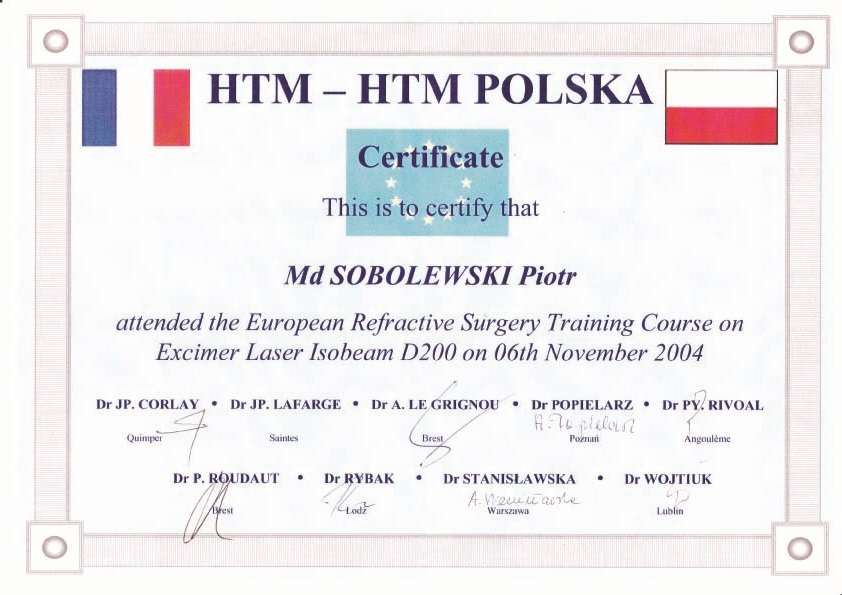 HTM – HTM POLSKA
Certificate
This is to certify that
Md SOBOLEWSKI Piotr
attended the European Refractive Surgery Training Course on
Excimer Laser Isobeam D200 on 06th November 2004
Dr JP. CORLAY • Dr JP. LAFARGE • Dr A. LE GRIGNOU • Dr POPIELARZ • Dr PY. RIVOAL
A. Popielarz
Quimper Saintes Brest Poznań Angoulême
Dr P. ROUDAUT • Dr RYBAK • Dr STANISŁAWSKA • Dr WOJTIUK
Brest Lodz Warszawa Lublin